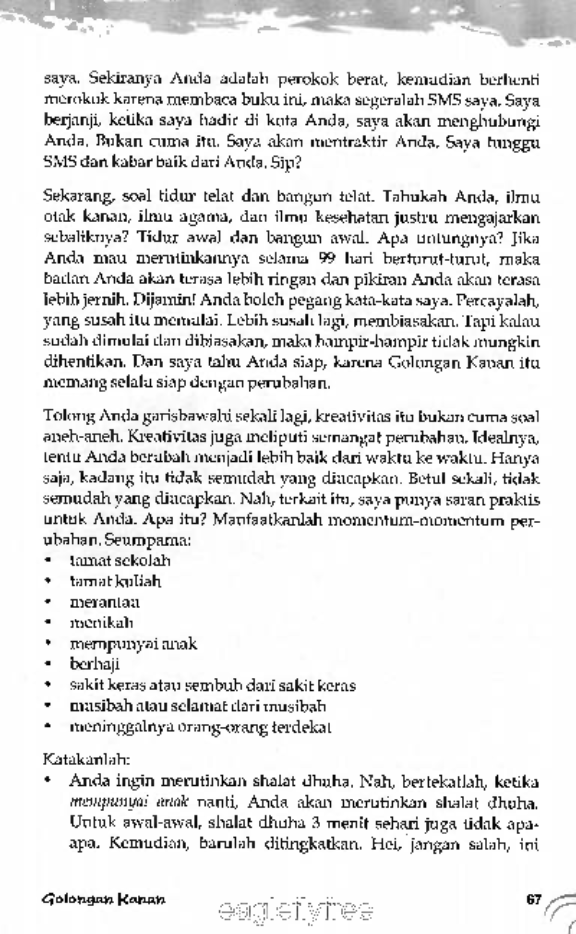 saya. Sekiranya Anda adalah perokok berat, kemudian berhenti
merokok karena membaca buku ini, maka segeralah SMS saya. Saya
berjanji, ketika saya hadir di kota Anda, saya akan menghubungi
Anda. Bukan cuma itu. Saya akan mentraktir Anda. Saya tunggu
SMS dan kabar baik dari Anda. Sip?
Sekarang, soal tidur telat dan bangun telat. Tahukah Anda, ilmu
otak kanan, ilmu agama, dan ilmu kesehatan justru mengajarkan
sebaliknya? Tidur awal dan bangun awal. Apa untungnya? Jika
Anda mau merutinkannya selama 99 hari berturut-turut, maka
badan Anda akan terasa lebih ringan dan pikiran Anda akan terasa
lebih jernih. Dijamin! Anda boleh pegang kata-kata saya. Percayalah,
yang susah itu memulai. Lebih susah lagi, membiasakan. Tapi kalau
sudah dimulai dan dibiasakan, maka hampir-hampir tidak mungkin
dihentikan. Dan saya tahu Anda siap, karena Golongan Kanan itu
memang selalu siap dengan perubahan.
Tolong Anda garisbawahi sekali lagi, kreativitas itu bukan cuma soal
aneh-aneh. Kreativitas juga meliputi semangat perubahan. Idealnya,
tentu Anda berubah menjadi lebih baik dari waktu ke waktu. Hanya
saja, kadang itu tidak semudah yang diucapkan. Betul sekali, tidak
semudah yang diucapkan. Nah, terkait itu, saya punya saran praktis
untuk Anda. Apa itu? Manfaatkanlah momentum-momentum per-
ubahan. Seumpama:
• tamat sekolah
• tamat kuliah
• merantau
• menikah
• mempunyai anak
• berhaji
• sakit keras atau sembuh dari sakit keras
• musibah atau selamat dari musibah
• meninggalnya orang-orang terdekat
Katakanlah:
• Anda ingin merutinkan shalat dhuha. Nah, bertekatlah, ketika
mempunyai anak nanti, Anda akan merutinkan shalat dhuha.
Untuk awal-awal, shalat dhuha 3 menit sehari juga tidak apa-
apa. Kemudian, barulah ditingkatkan. Hei, jangan salah, ini
Golongan Kanan 67
eagleflyfree